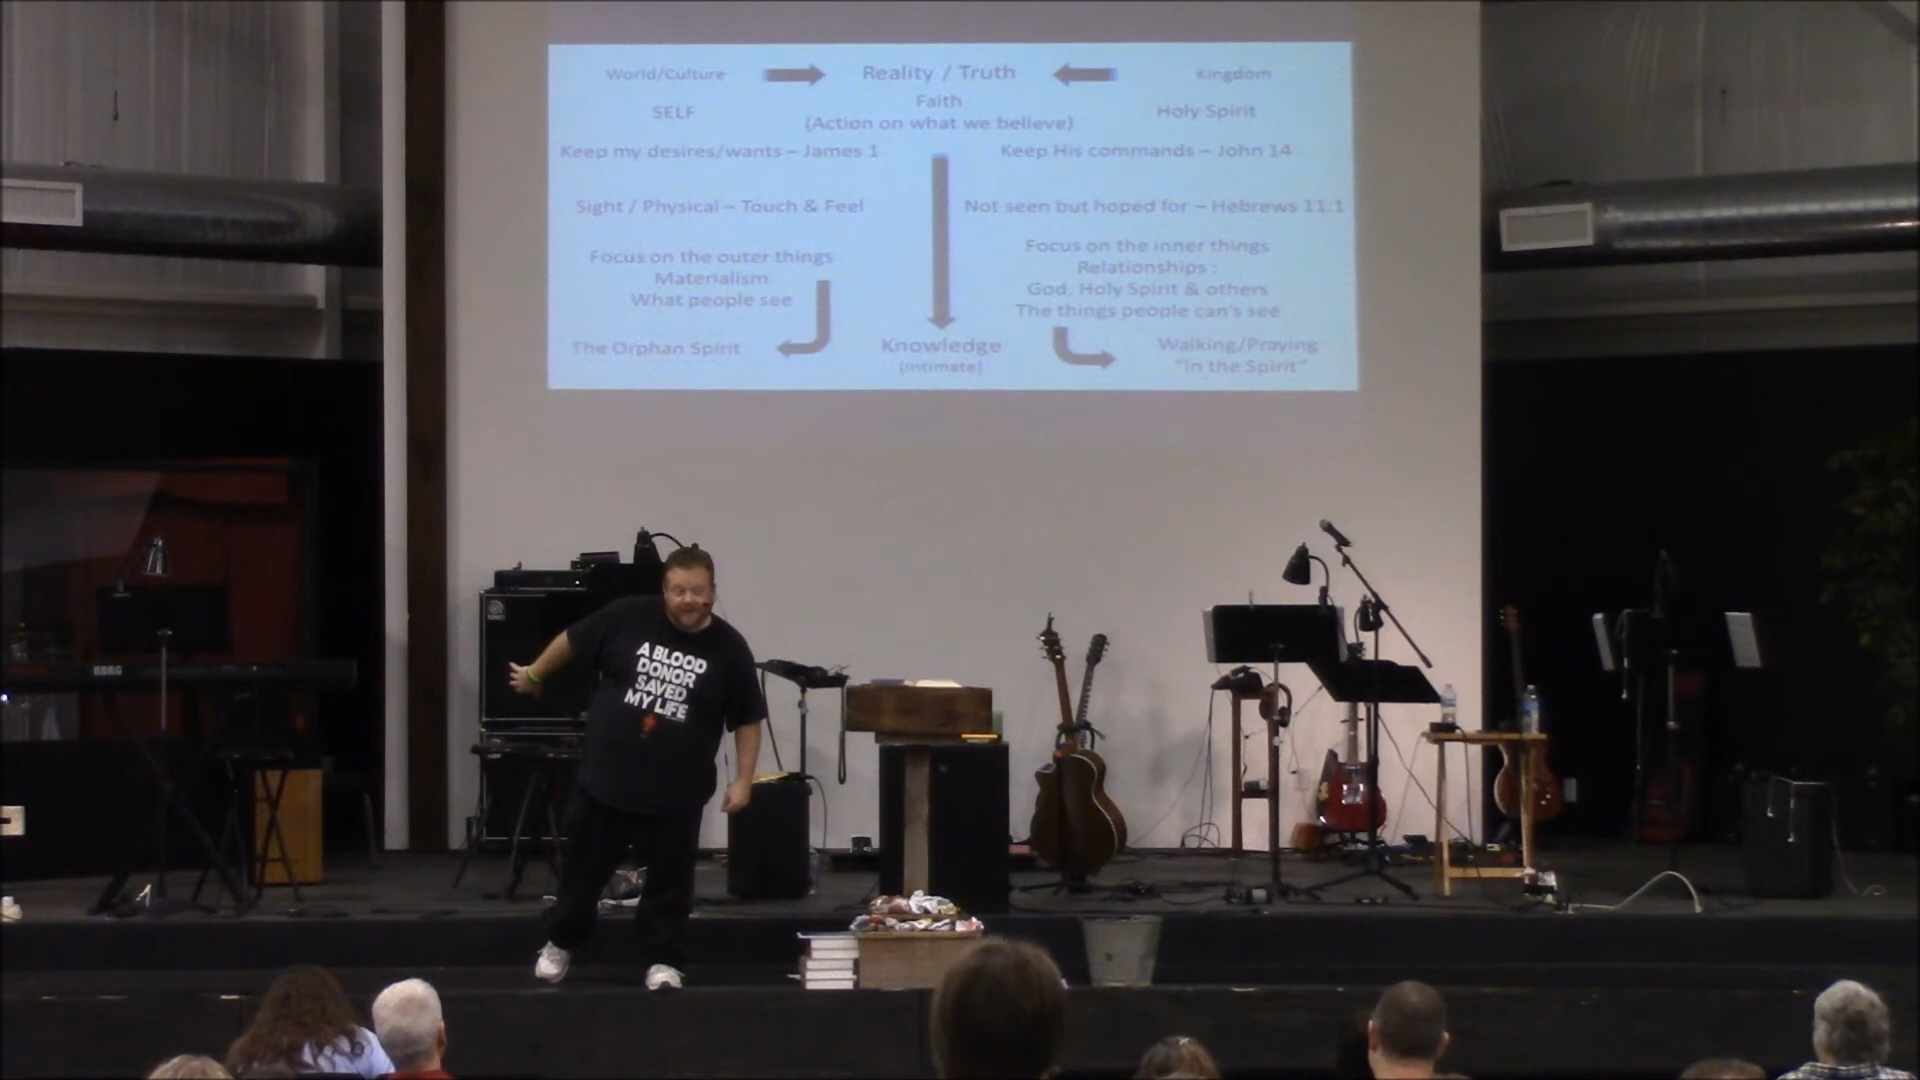 World/Culture
Reality / Truth
Kingdom
SELF
Faith
(Action on what we believe)
Holy Spirit
Keep my desires/wants – James 1
Keep His commands – John 14
Sight / Physical – Touch & Feel
Not seen but hoped for – Hebrews 11:1
Focus on the outer things
Materialism
What people see
Focus on the inner things
Relationships :
God, Holy Spirit & others
The things people can's see
The Orphan Spirit
Knowledge
(intimate)
Walking/Praying
"in the Spirit"
A BLOOD
DONOR
SAVED
MY LIFE
KORG